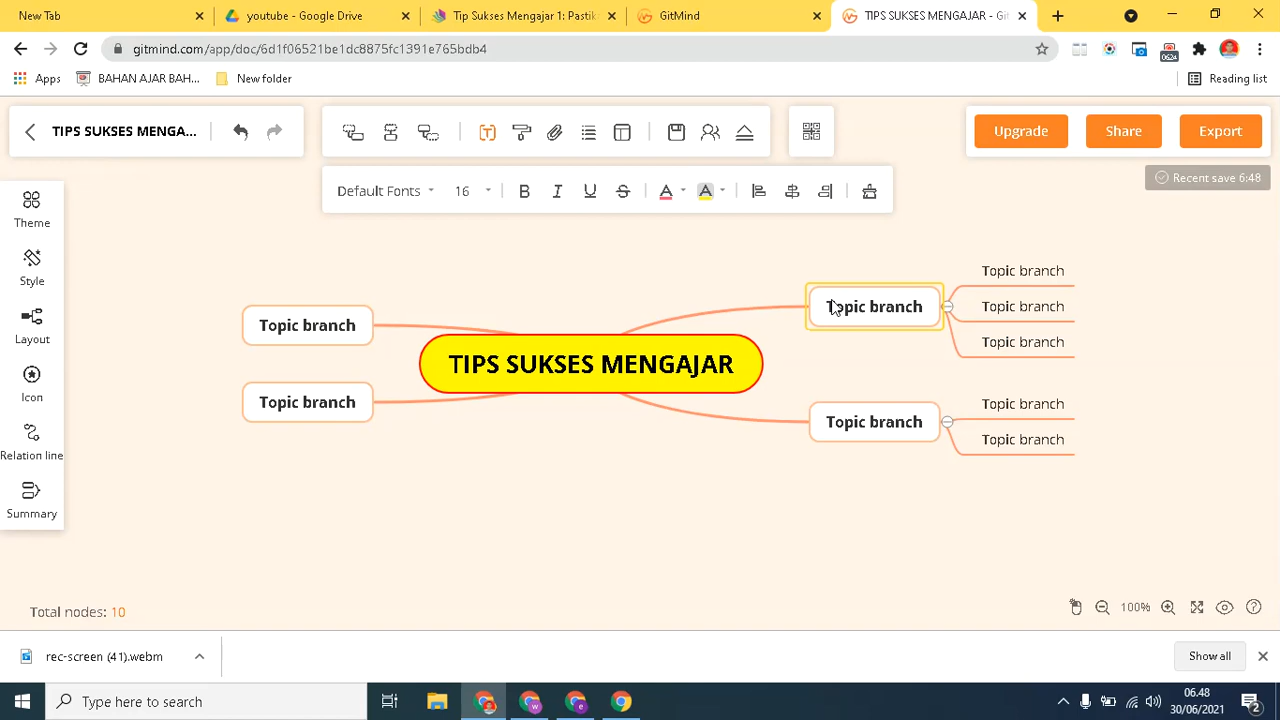 New Tab
youtube - Google Drive
Tip Sukses Mengajar 1: Pastik
GitMind
TIPS SUKSES MENGAJAR - Gi
gitmind.com/app/doc/6d1f06521be1dc8875fc1391e765bdb4
0624
Apps
BAHAN AJAR BAH...
New folder
Reading list
TIPS SUKSES MENGA...
Upgrade
Share
Export
Default Fonts
16
B
I
U
S
A
A
Recent save 6:48
Theme
Style
Layout
Icon
Relation line
Summary
Topic branch
Topic branch
TIPS SUKSES MENGAJAR
Topic branch
Topic branch
Topic branch
Topic branch
Topic branch
Topic branch
Topic branch
Total nodes: 10
100%
rec-screen (41).webm
Show all
Type here to search
06.48
30/06/2021
2